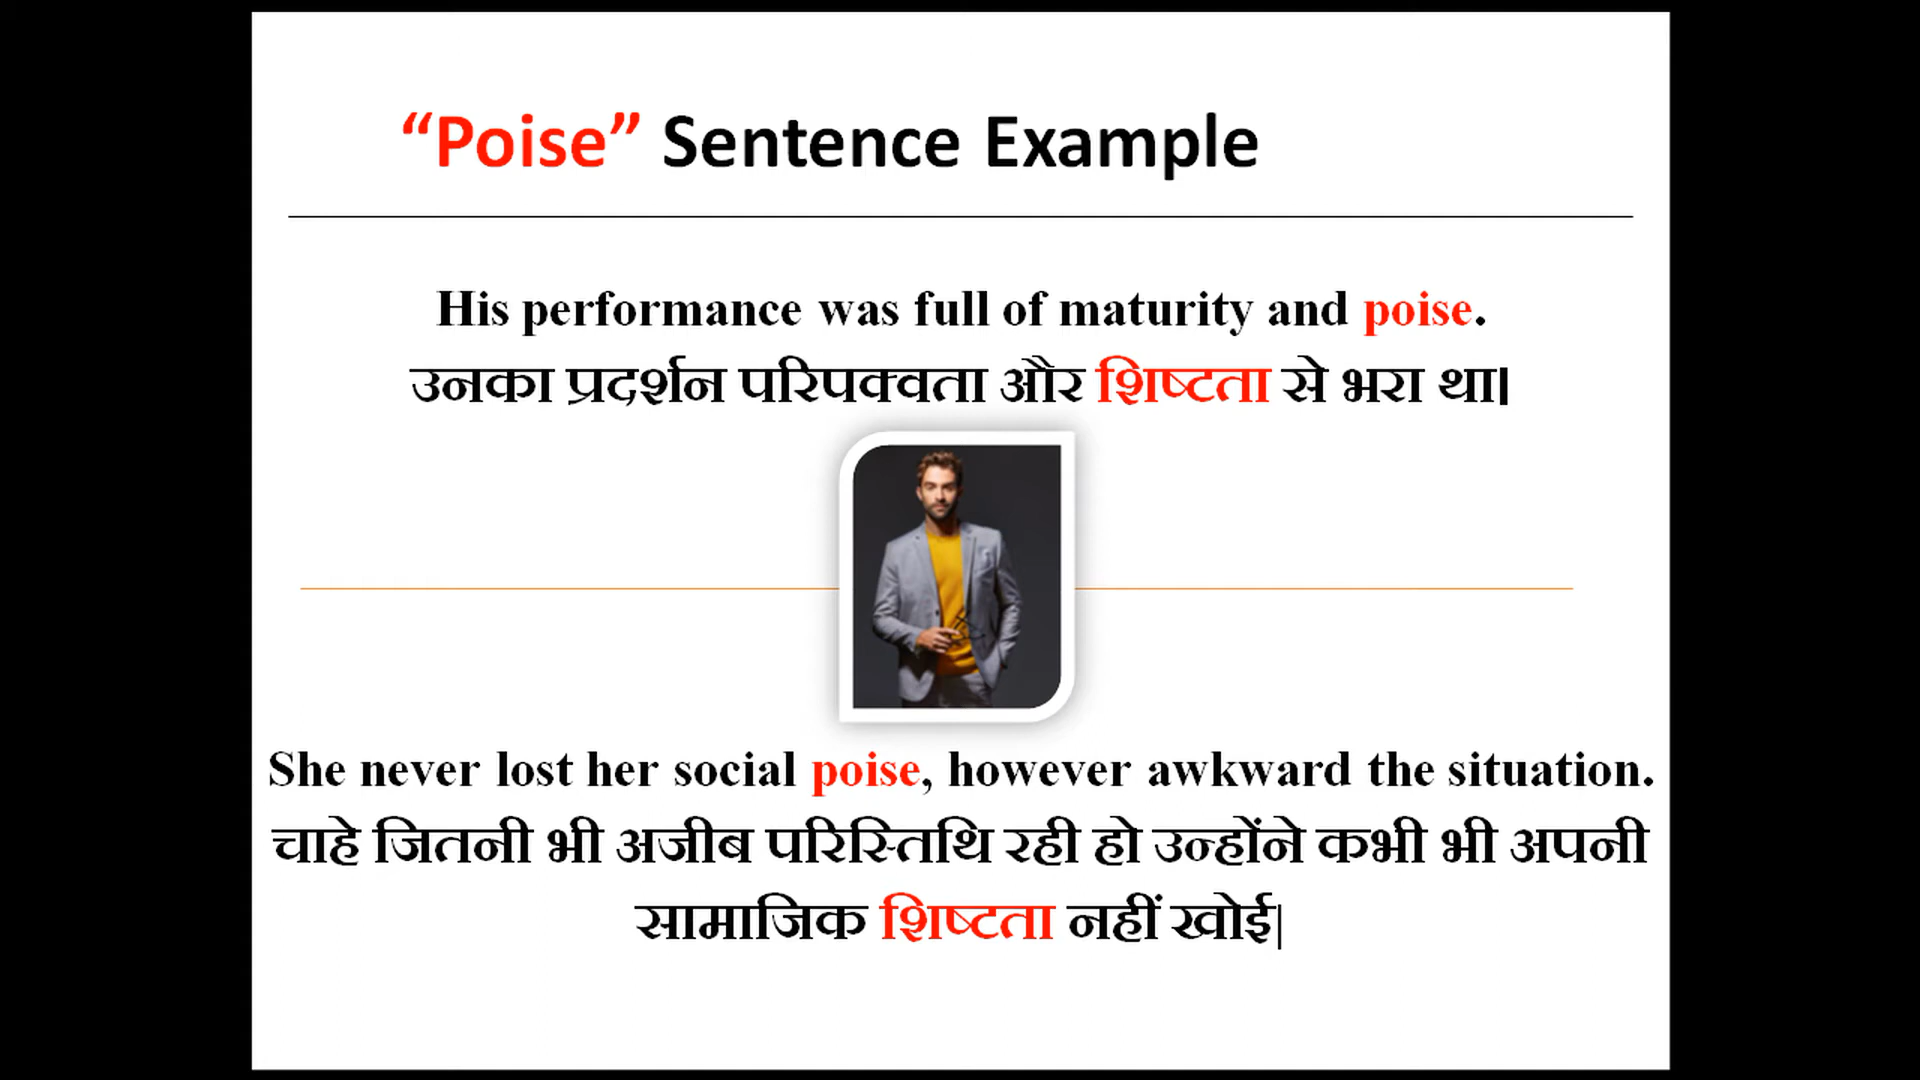 “Poise” Sentence Example
His performance was full of maturity and poise.
उनका प्रदर्शन परिपक्वता और शिष्टता से भरा था।
She never lost her social poise, however awkward the situation.
चाहे जितनी भी अजीब परिस्तिथि रही हो उन्होंने कभी भी अपनी
सामाजिक शिष्टता नहीं खोई|